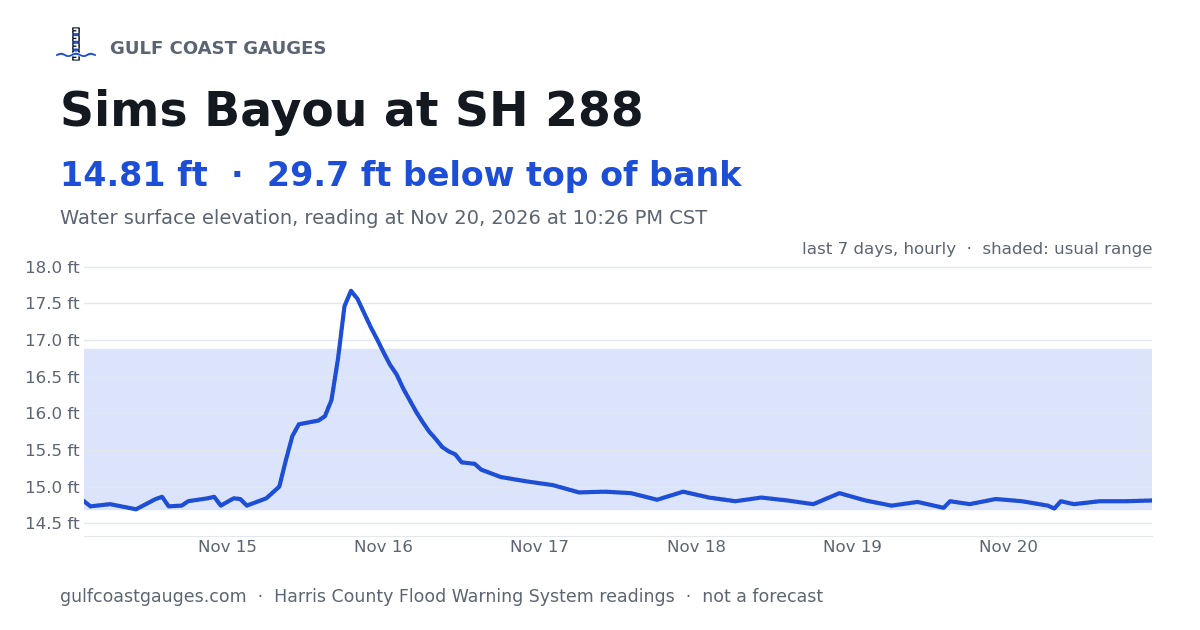 GULF COAST GAUGES
Sims Bayou at SH 288
14.81 ft · 29.7 ft below top of bank
Water surface elevation, reading at Nov 20, 2026 at 10:26 PM CST
last 7 days, hourly · shaded: usual range
18.0 ft
17.5 ft
17.0 ft
16.5 ft
16.0 ft
15.5 ft
15.0 ft
14.5 ft
Nov 15 Nov 16 Nov 17 Nov 18 Nov 19 Nov 20
gulfcoastgauges.com · Harris County Flood Warning System readings · not a forecast